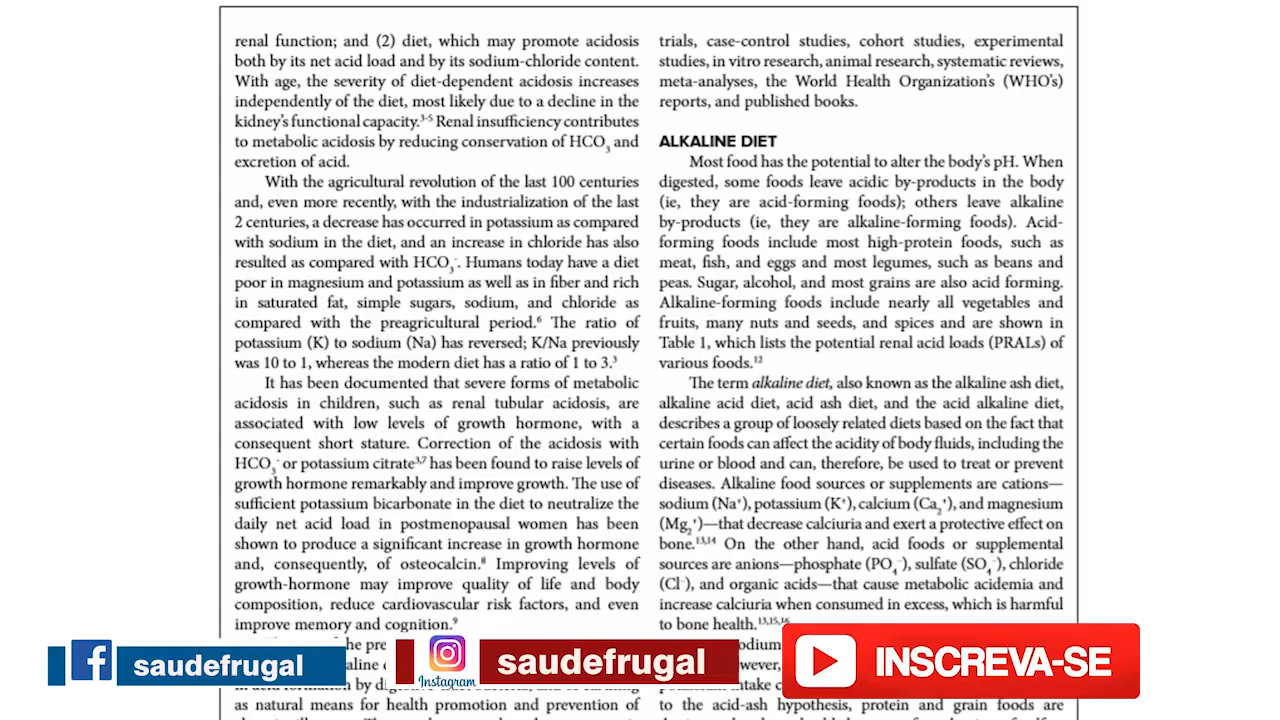 renal function; and (2) diet, which may promote acidosis
both by its net acid load and by its sodium-chloride content.
With age, the severity of diet-dependent acidosis increases
independently of the diet, most likely due to a decline in the
kidney's functional capacity.3-5 Renal insufficiency contributes
to metabolic acidosis by reducing conservation of HCO3 and
excretion of acid.
With the agricultural revolution of the last 100 centuries
and, even more recently, with the industrialization of the last
2 centuries, a decrease has occurred in potassium as compared
with sodium in the diet, and an increase in chloride has also
resulted as compared with HCO3-. Humans today have a diet
poor in magnesium and potassium as well as in fiber and rich
in saturated fat, simple sugars, sodium, and chloride as
compared with the preagricultural period.6 The ratio of
potassium (K) to sodium (Na) has reversed; K/Na previously
was 10 to 1, whereas the modern diet has a ratio of 1 to 3.3
It has been documented that severe forms of metabolic
acidosis in children, such as renal tubular acidosis, are
associated with low levels of growth hormone, with a
consequent short stature. Correction of the acidosis with
HCO3- or potassium citrate3,7 has been found to raise levels of
growth hormone remarkably and improve growth. The use of
sufficient potassium bicarbonate in the diet to neutralize the
daily net acid load in postmenopausal women has been
shown to produce a significant increase in growth hormone
and, consequently, of osteocalcin.8 Improving levels of
growth-hormone may improve quality of life and body
composition, reduce cardiovascular risk factors, and even
improve memory and cognition.9
as natural means for health promotion and prevention of
trials, case-control studies, cohort studies, experimental
studies, in vitro research, animal research, systematic reviews,
meta-analyses, the World Health Organization's (WHO's)
reports, and published books.
ALKALINE DIET
Most food has the potential to alter the body's pH. When
digested, some foods leave acidic by-products in the body
(ie, they are acid-forming foods); others leave alkaline
by-products (ie, they are alkaline-forming foods). Acid-
forming foods include most high-protein foods, such as
meat, fish, and eggs and most legumes, such as beans and
peas. Sugar, alcohol, and most grains are also acid forming.
Alkaline-forming foods include nearly all vegetables and
fruits, many nuts and seeds, and spices and are shown in
Table 1, which lists the potential renal acid loads (PRALs) of
various foods.12
The term alkaline diet, also known as the alkaline ash diet,
alkaline acid diet, acid ash diet, and the acid alkaline diet,
describes a group of loosely related diets based on the fact that
certain foods can affect the acidity of body fluids, including the
urine or blood and can, therefore, be used to treat or prevent
diseases. Alkaline food sources or supplements are cations—
sodium (Na+), potassium (K+), calcium (Ca2+), and magnesium
(Mg2+)—that decrease calciuria and exert a protective effect on
bone.13,14 On the other hand, acid foods or supplemental
sources are anions—phosphate (PO4-), sulfate (SO4-), chloride
(Cl-), and organic acids—that cause metabolic acidemia and
increase calciuria when consumed in excess, which is harmful
to bone health.13,15,16
to the acid-ash hypothesis, protein and grain foods are
saudefrugal
Instagram
saudefrugal
INSCREVA-SE